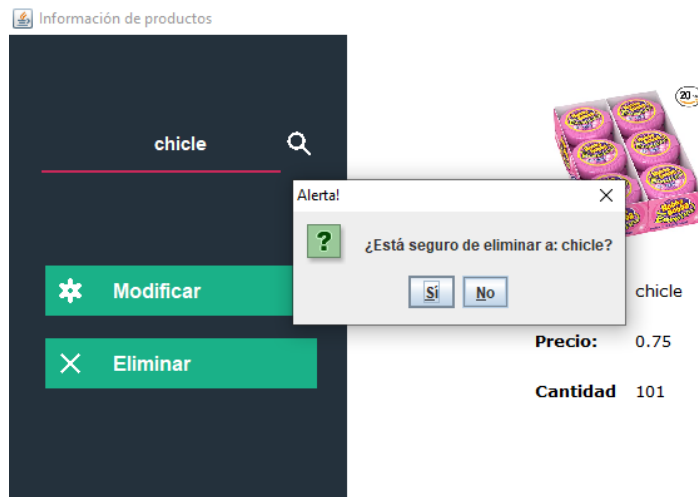 Información de productos
chicle
Alerta!
¿Está seguro de eliminar a: chicle?
Sí
No
Modificar
Eliminar
chicle
Precio: 0.75
Cantidad 101
20